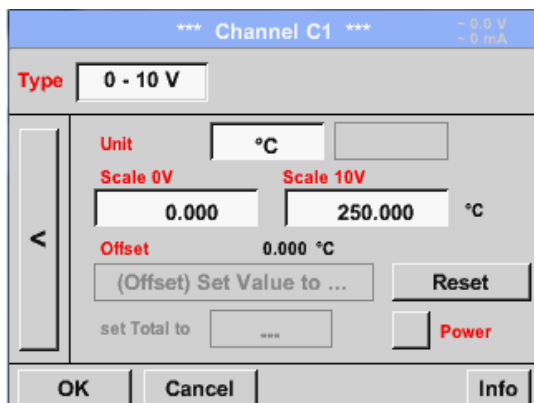 *** Channel C1 ***
~ 0.0 V
~ 0 mA
Type 0 - 10 V
Unit °C
Scale 0V Scale 10V
0.000 250.000 °C
<
Offset 0.000 °C
(Offset) Set Value to ... Reset
set Total to --- Power
OK Cancel Info